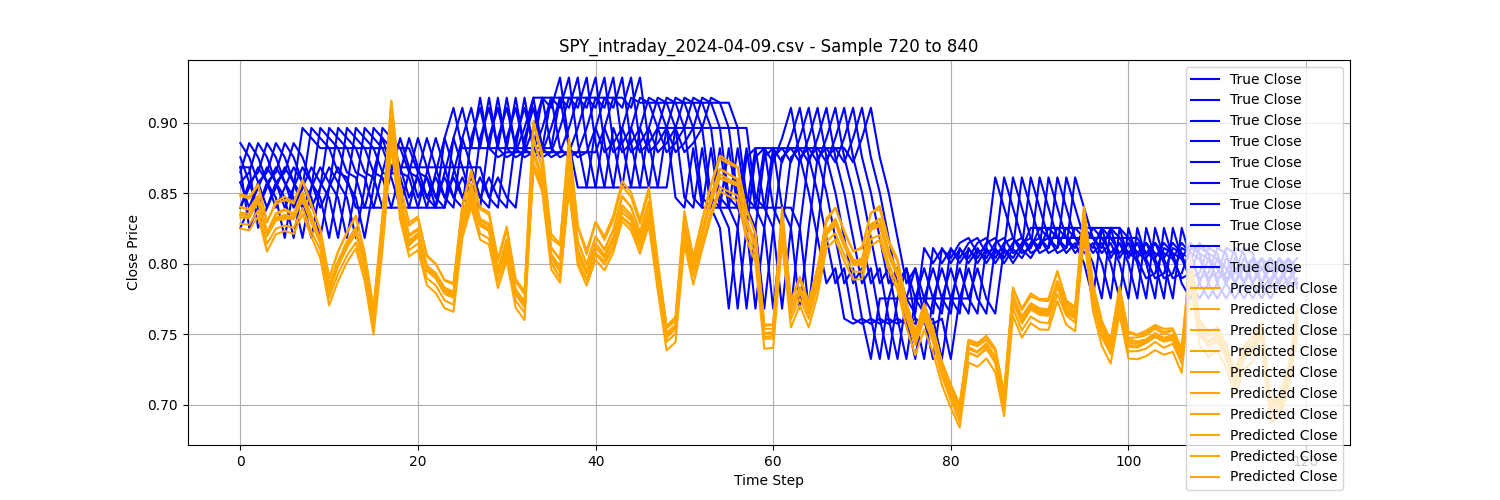 SPY_intraday_2024-04-09.csv - Sample 720 to 840
Close Price
0.90
0.85
0.80
0.75
0.70
0
20
40
60
80
100
120
Time Step
True Close
True Close
True Close
True Close
True Close
True Close
True Close
True Close
True Close
True Close
Predicted Close
Predicted Close
Predicted Close
Predicted Close
Predicted Close
Predicted Close
Predicted Close
Predicted Close
Predicted Close
Predicted Close